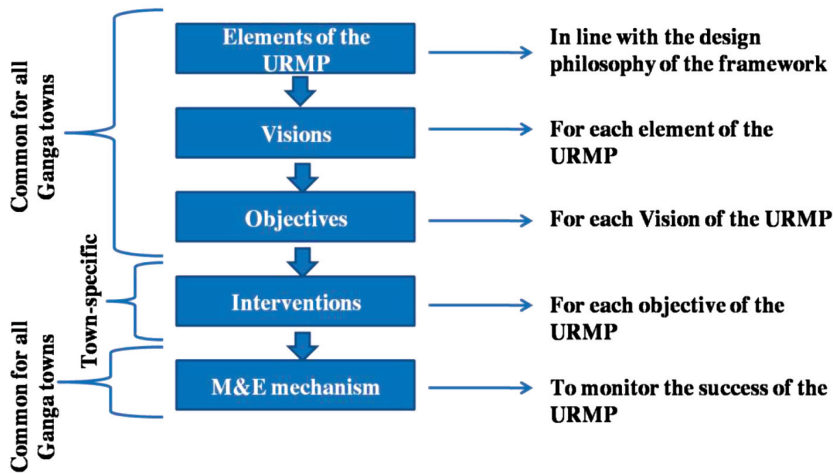 Common for all
Ganga towns
Elements of the
URMP
In line with the design
philosophy of the framework
Visions
For each element of the
URMP
Objectives
For each Vision of the URMP
Town-specific
Interventions
For each objective of the
URMP
Common for all
Ganga towns
M&E mechanism
To monitor the success of the
URMP